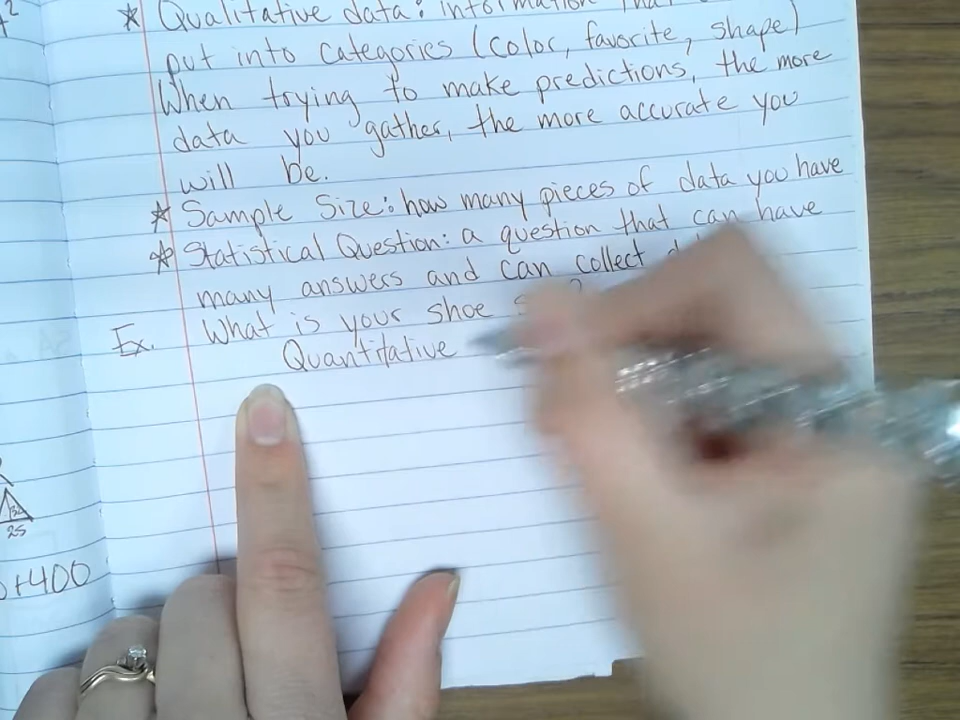 * Qualitative data: information
put into categories (color, favorite, shape)
When trying to make predictions, the more
data you gather, the more accurate you
will be.
* Sample Size: how many pieces of data you have
* Statistical Question: a question that can have
many answers and can collect
Ex. What is your shoe
Quantitative
25
+400